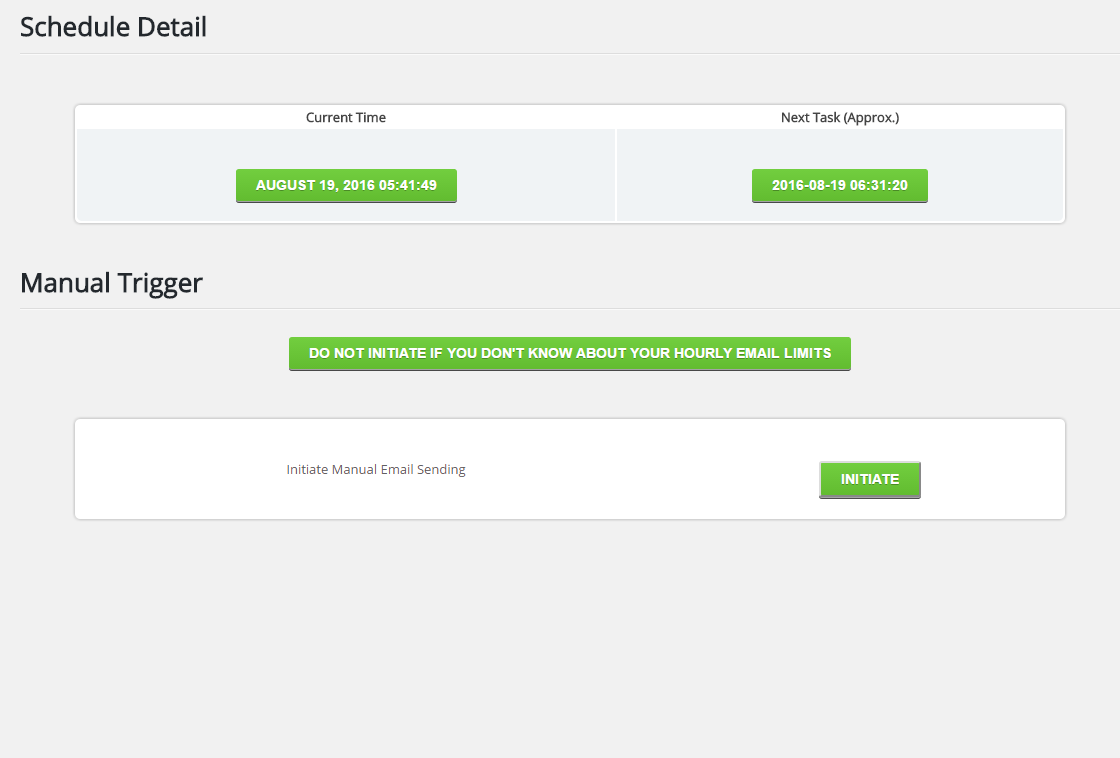 Schedule Detail
Current Time
Next Task (Approx.)
AUGUST 19, 2016 05:41:49
2016-08-19 06:31:20
Manual Trigger
DO NOT INITIATE IF YOU DON'T KNOW ABOUT YOUR HOURLY EMAIL LIMITS
Initiate Manual Email Sending
INITIATE